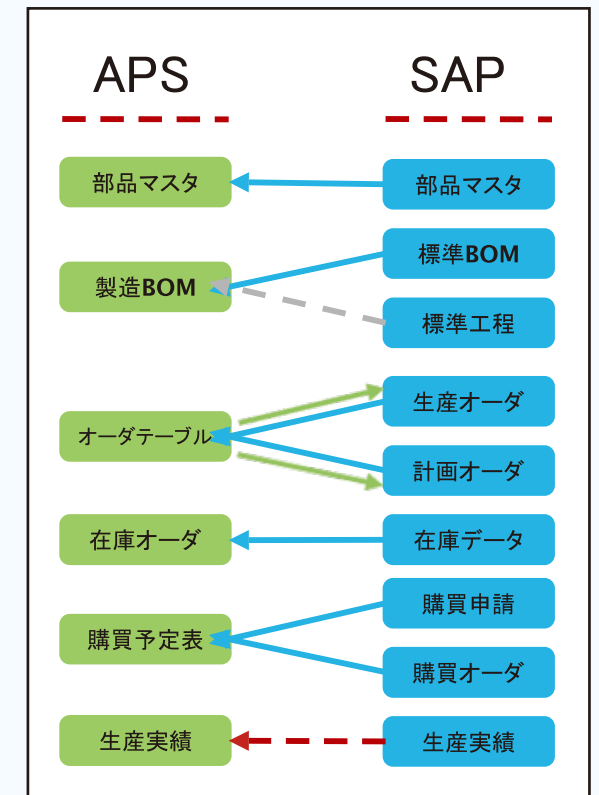 APS
SAP
部品マスタ
部品マスタ
標準BOM
製造BOM
標準工程
生産オーダ
オーダテーブル
計画オーダ
在庫オーダ
在庫データ
購買申請
購買予定表
購買オーダ
生産実績
生産実績